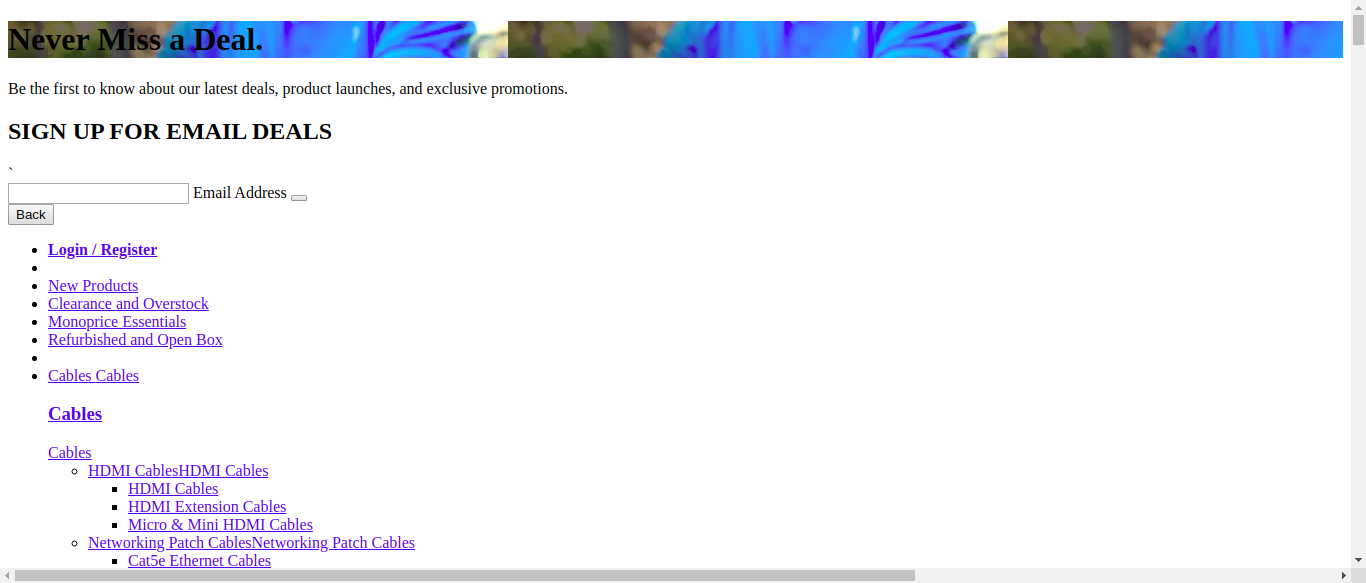 Never Miss a Deal.
Be the first to know about our latest deals, product launches, and exclusive promotions.
SIGN UP FOR EMAIL DEALS
`
Email Address
Back
Login / Register
New Products
Clearance and Overstock
Monoprice Essentials
Refurbished and Open Box
Cables Cables
Cables
Cables
HDMI CablesHDMI Cables
HDMI Cables
HDMI Extension Cables
Micro & Mini HDMI Cables
Networking Patch CablesNetworking Patch Cables
Cat5e Ethernet Cables